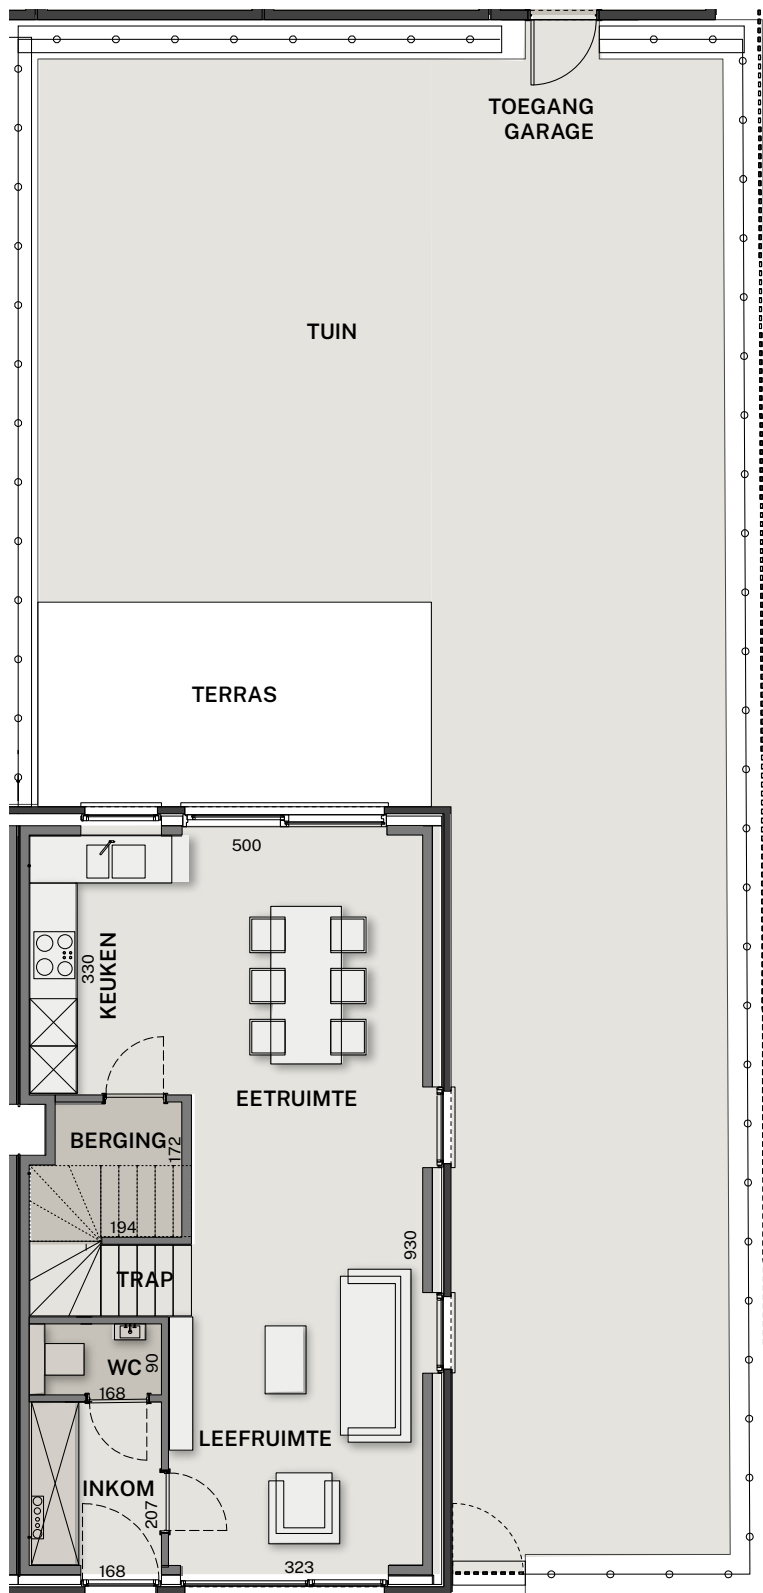 TOEGANG
GARAGE
TUIN
TERRAS
500
330
KEUKEN
EETRUIMTE
BERGING
172
194
930
TRAP
WC
90
168
LEEFRUIMTE
INKOM
207
168
323